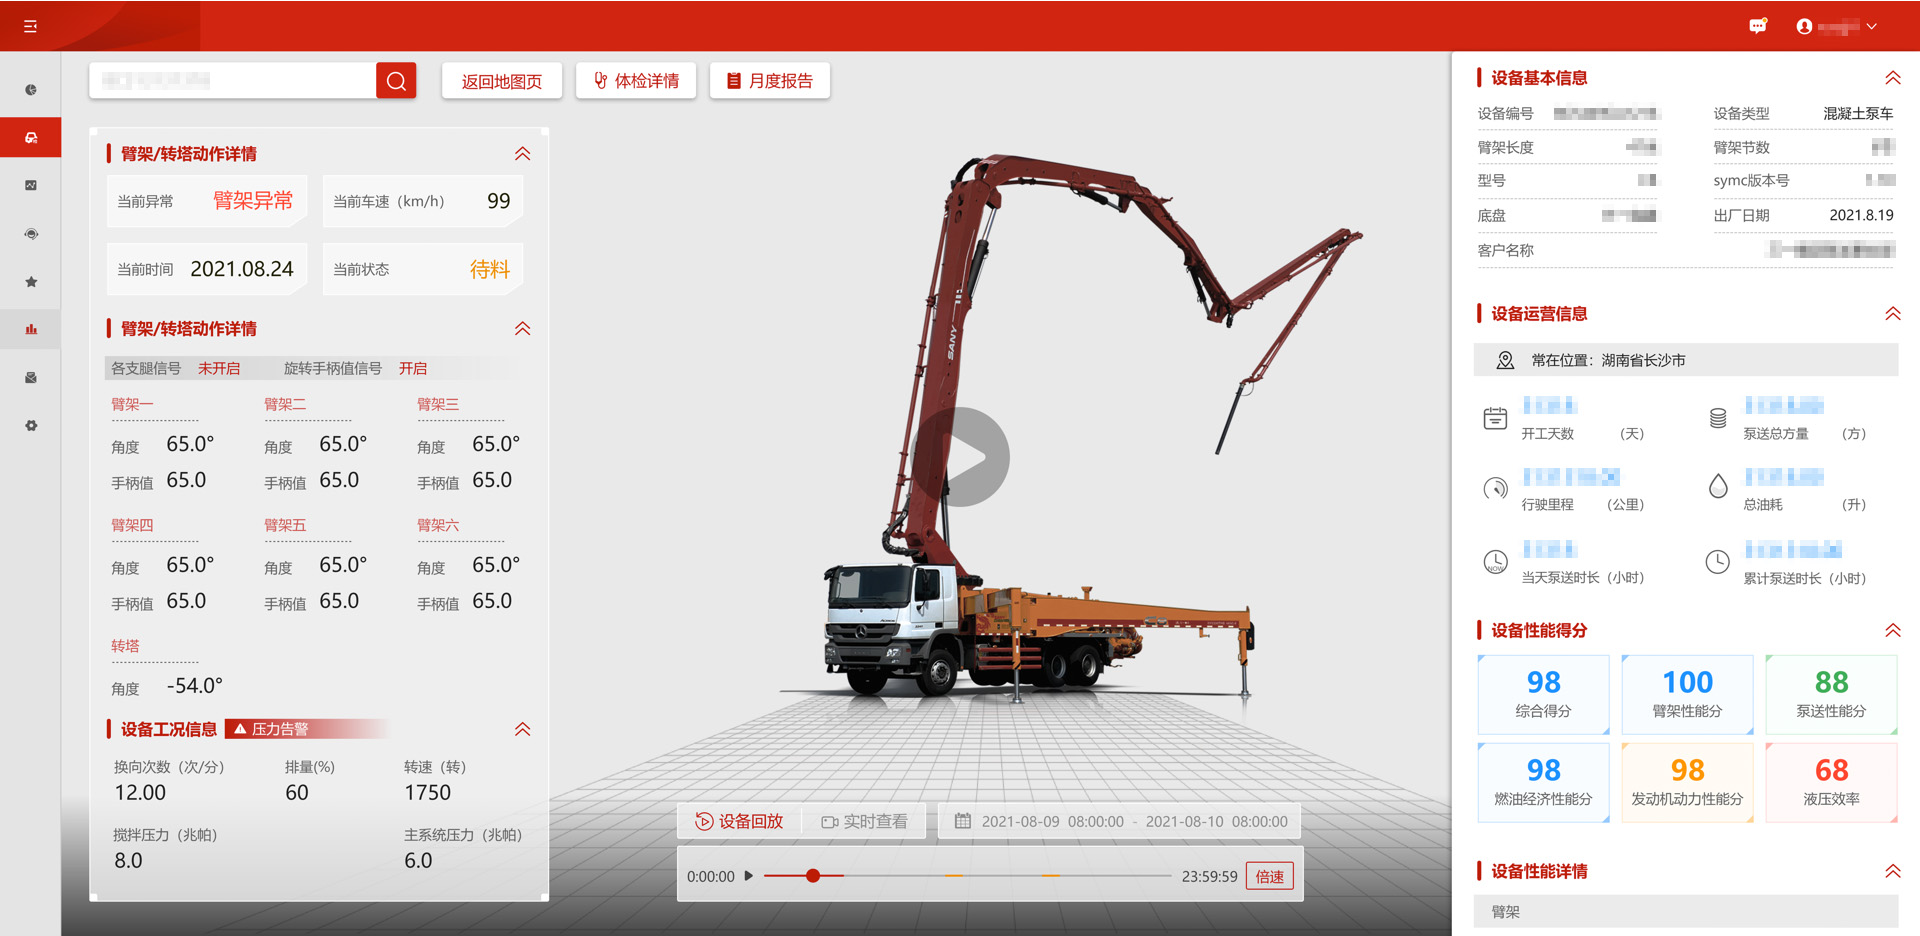 返回地图页
体检详情
月度报告
臂架/转塔动作详情
当前异常 臂架异常
当前车速（km/h） 99
当前时间 2021.08.24
当前状态 待料
臂架/转塔动作详情
各支腿信号 未开启 旋转手柄值信号 开启
臂架一 臂架二 臂架三
角度 65.0° 角度 65.0° 角度 65.0°
手柄值 65.0 手柄值 65.0 手柄值 65.0
臂架四 臂架五 臂架六
角度 65.0° 角度 65.0° 角度 65.0°
手柄值 65.0 手柄值 65.0 手柄值 65.0
转塔
角度 -54.0°
设备工况信息 压力告警
换向次数（次/分） 排量(%) 转速（转）
12.00 60 1750
搅拌压力（兆帕） 主系统压力（兆帕）
8.0 6.0
SANY
设备回放 实时查看 2021-08-09 08:00:00 - 2021-08-10 08:00:00
0:00:00 23:59:59 倍速
设备基本信息
设备编号 设备类型 混凝土泵车
臂架长度 臂架节数
型号 symc版本号
底盘 出厂日期 2021.8.19
客户名称
设备运营信息
常在位置：湖南省长沙市
开工天数 （天） 泵送总方量 （方）
行驶里程 （公里） 总油耗 （升）
NOW
当天泵送时长（小时） 累计泵送时长（小时）
设备性能得分
98 100 88
综合得分 臂架性能分 泵送性能分
98 98 68
燃油经济性能分 发动机动力性能分 液压效率
设备性能详情
臂架